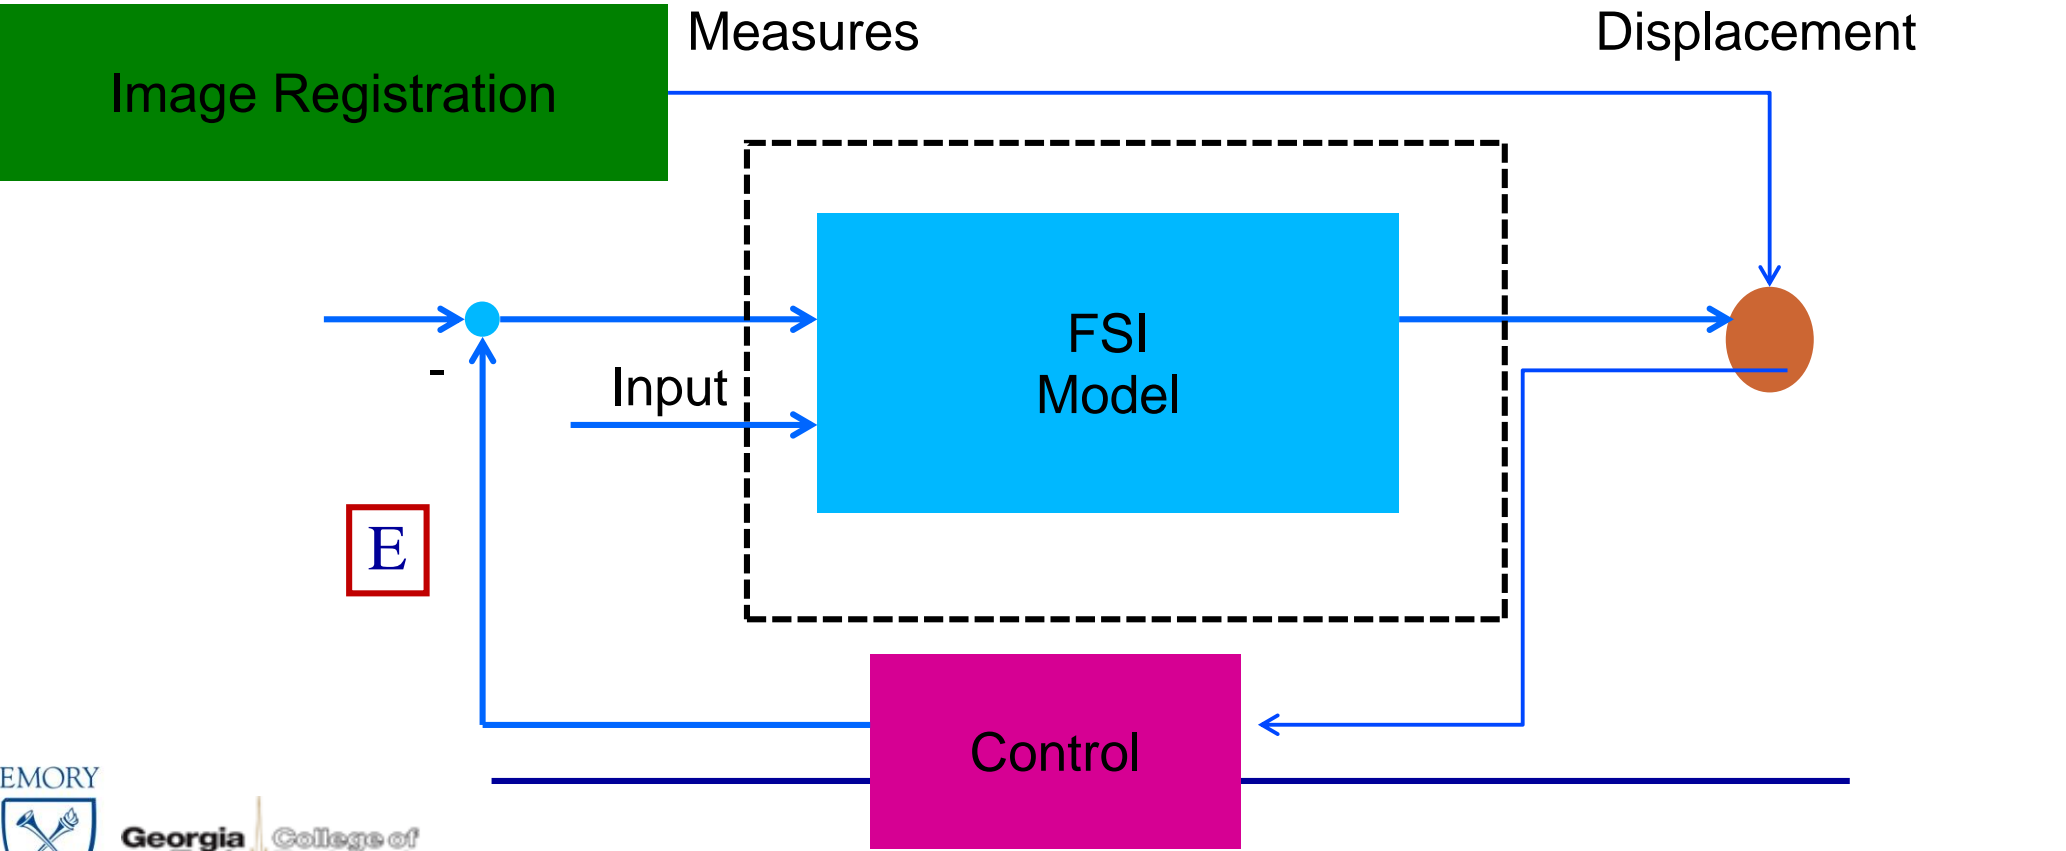 Measures
Displacement
Image Registration
FSI
Model
-
Input
E
Control
EMORY
Georgia
College of